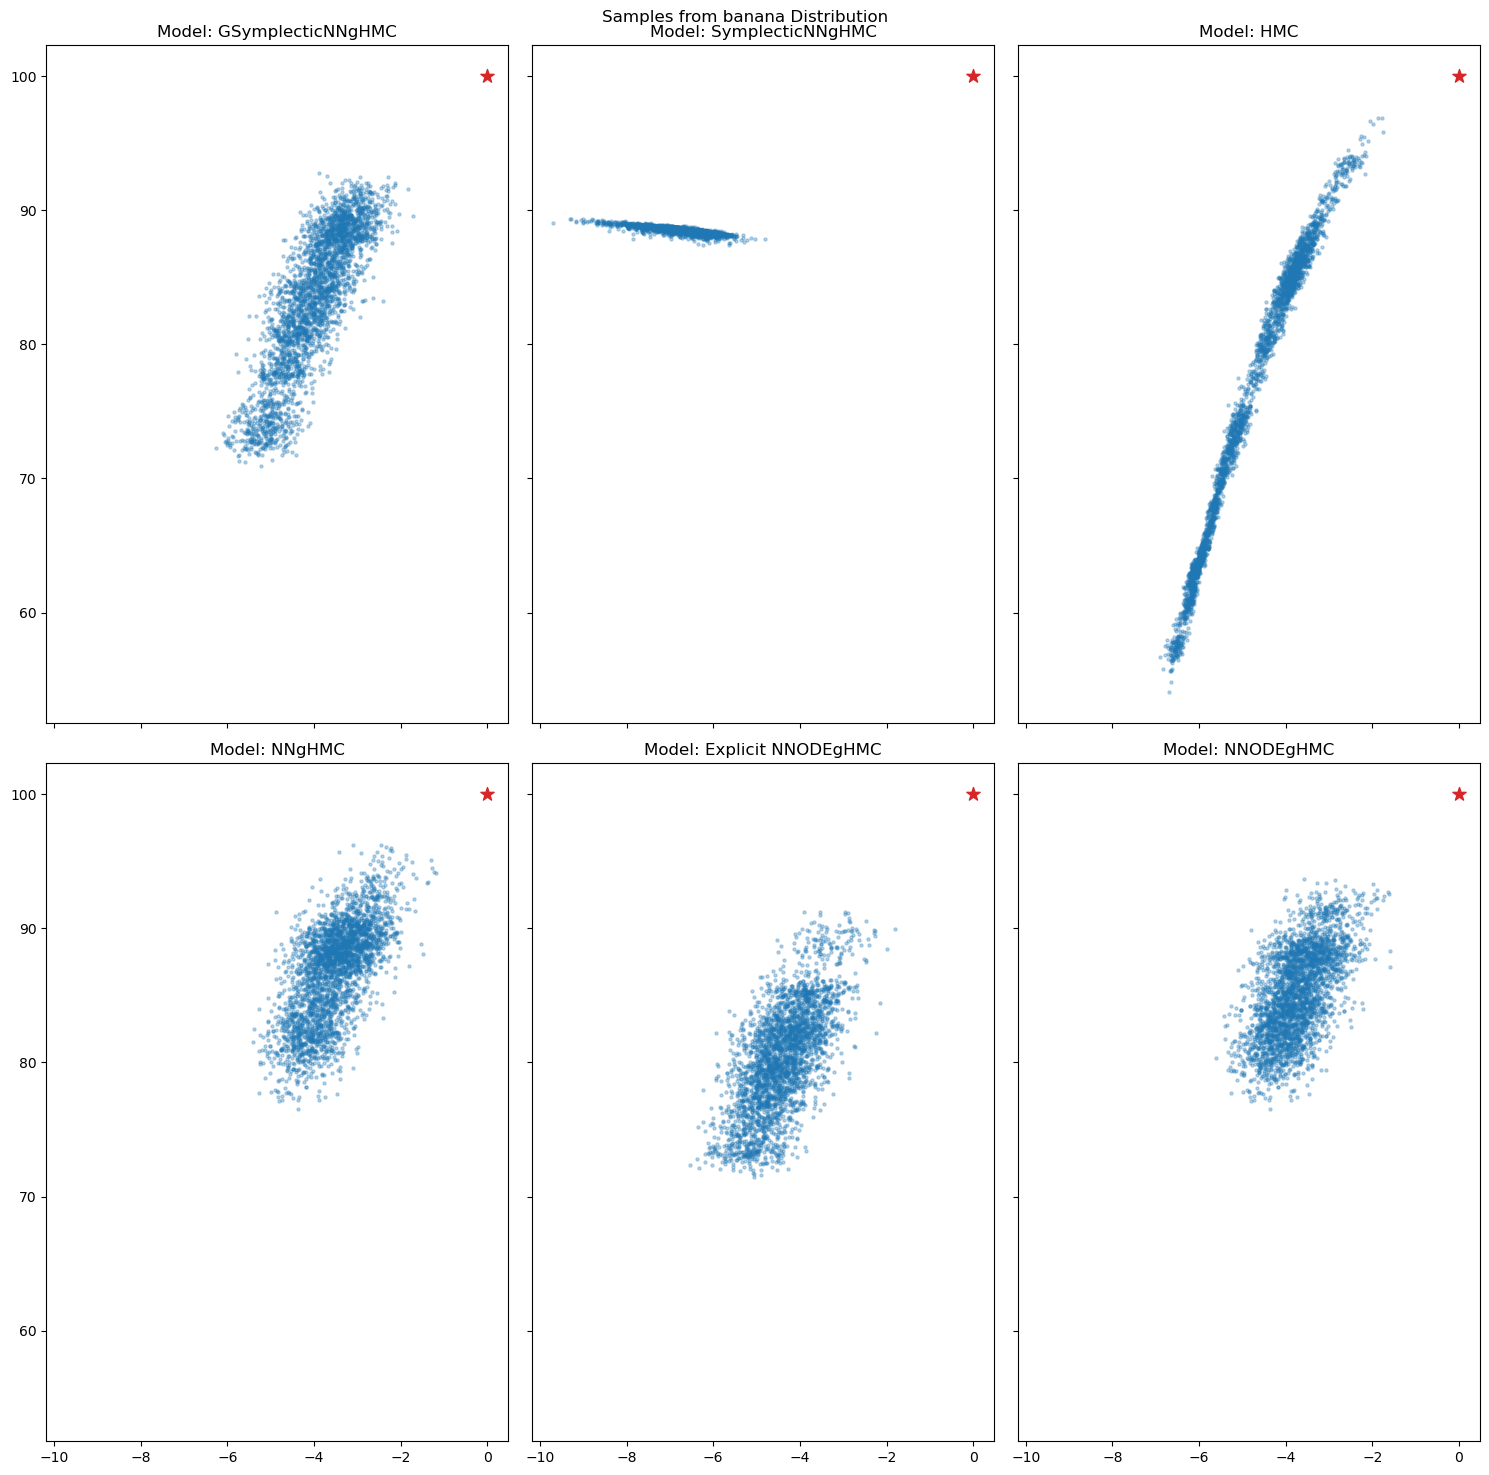 Samples from banana Distribution
Model: GSymplecticNNgHMC
Model: SymplecticNNgHMC
Model: HMC
100
90
80
70
60
Model: NNgHMC
Model: Explicit NNODEgHMC
Model: NNODEgHMC
100
90
80
70
60
−10 −8 −6 −4 −2 0
−10 −8 −6 −4 −2 0
−10 −8 −6 −4 −2 0